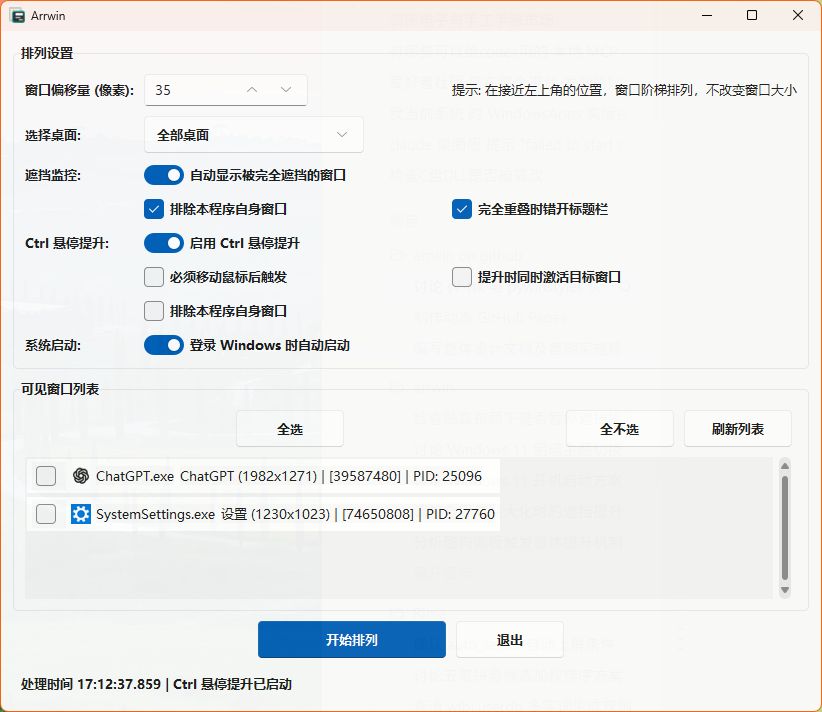 Arrwin
排列设置
窗口偏移量 (像素): 35 提示: 在接近左上角的位置，窗口阶梯排列，不改变窗口大小
选择桌面: 全部桌面
遮挡监控: 自动显示被完全遮挡的窗口
排除本程序自身窗口 完全重叠时错开标题栏
Ctrl 悬停提升: 启用 Ctrl 悬停提升
必须移动鼠标后触发 提升时同时激活目标窗口
排除本程序自身窗口
系统启动: 登录 Windows 时自动启动
可见窗口列表
全选 全不选 刷新列表
ChatGPT.exe ChatGPT (1982x1271) | [39587480] | PID: 25096
SystemSettings.exe 设置 (1230x1023) | [74650808] | PID: 27760
开始排列 退出
处理时间 17:12:37.859 | Ctrl 悬停提升已启动